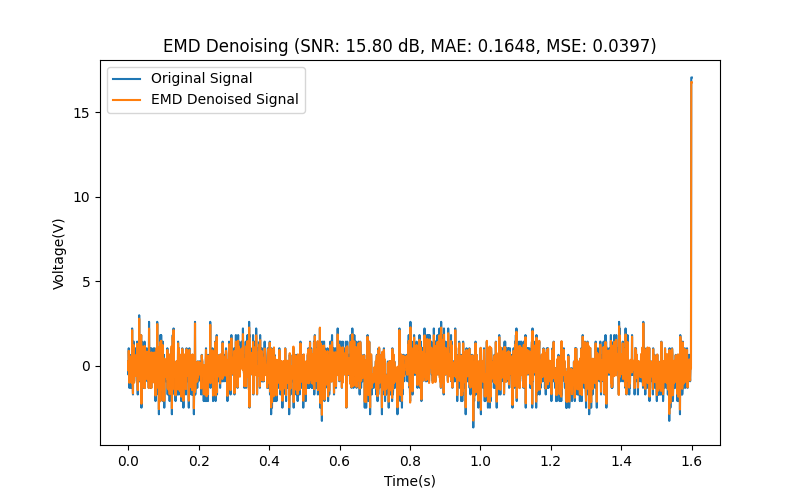 EMD Denoising (SNR: 15.80 dB, MAE: 0.1648, MSE: 0.0397)
Original Signal
EMD Denoised Signal
15
10
5
0
Voltage(V)
0.0 0.2 0.4 0.6 0.8 1.0 1.2 1.4 1.6
Time(s)